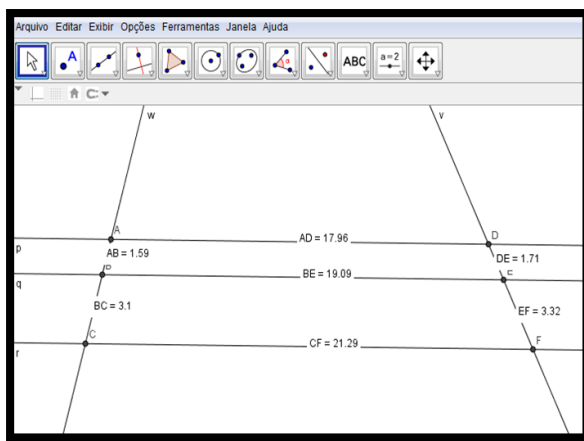 Arquivo Editar Exibir Opções Ferramentas Janela Ajuda
A α ABC a=2
w v
A AD = 17.96 D
p AB = 1.59 DE = 1.71
BE = 19.09
q
BC = 3.1 EF = 3.32
C CF = 21.29 F
r